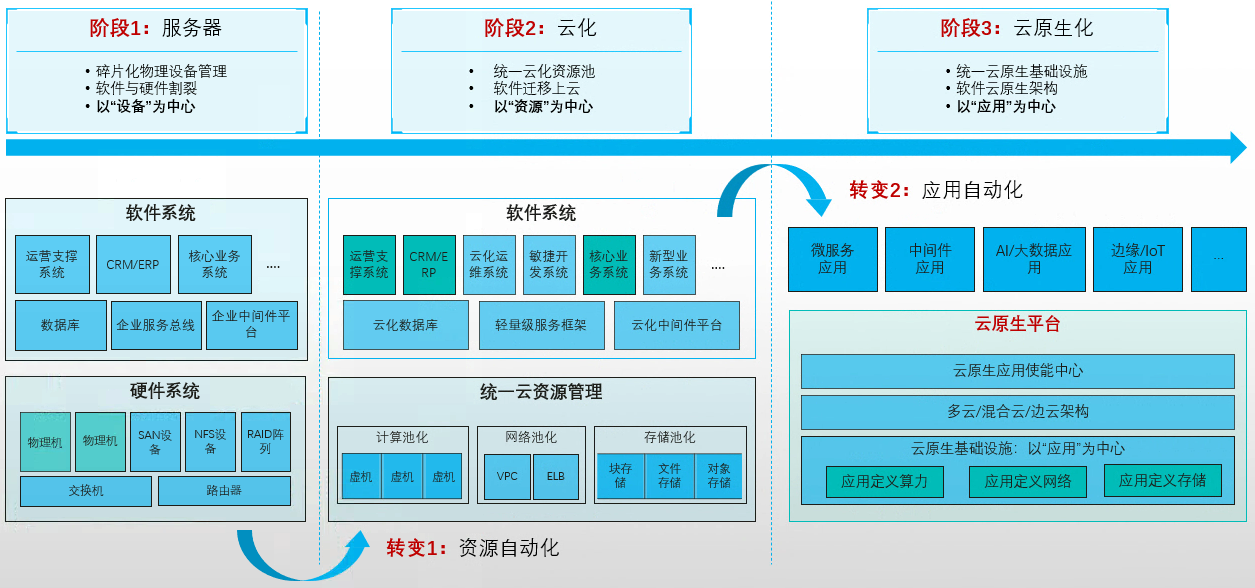 阶段1：服务器
• 碎片化物理设备管理
• 软件与硬件割裂
• 以“设备”为中心
阶段2：云化
• 统一云化资源池
• 软件迁移上云
• 以“资源”为中心
阶段3：云原生化
• 统一云原生基础设施
• 软件云原生架构
• 以“应用”为中心
软件系统
运营支撑
系统
CRM/ERP
核心业务
系统
....
数据库
企业服务总线
企业中间件平
台
硬件系统
物理机
物理机
SAN设
备
NFS设
备
RAID阵
列
交换机
路由器
转变1：资源自动化
软件系统
运营支
撑系统
CRM/E
RP
云化运
维系统
敏捷开
发系统
核心业
务系统
新型业
务系统
....
云化数据库
轻量级服务框架
云化中间件平台
统一云资源管理
计算池化
虚机
虚机
虚机
网络池化
VPC
ELB
存储池化
块存
储
文件
存储
对象
存储
转变2：应用自动化
微服务
应用
中间件
应用
AI/大数据应
用
边缘/IoT
应用
...
云原生平台
云原生应用使能中心
多云/混合云/边云架构
云原生基础设施：以“应用”为中心
应用定义算力
应用定义网络
应用定义存储